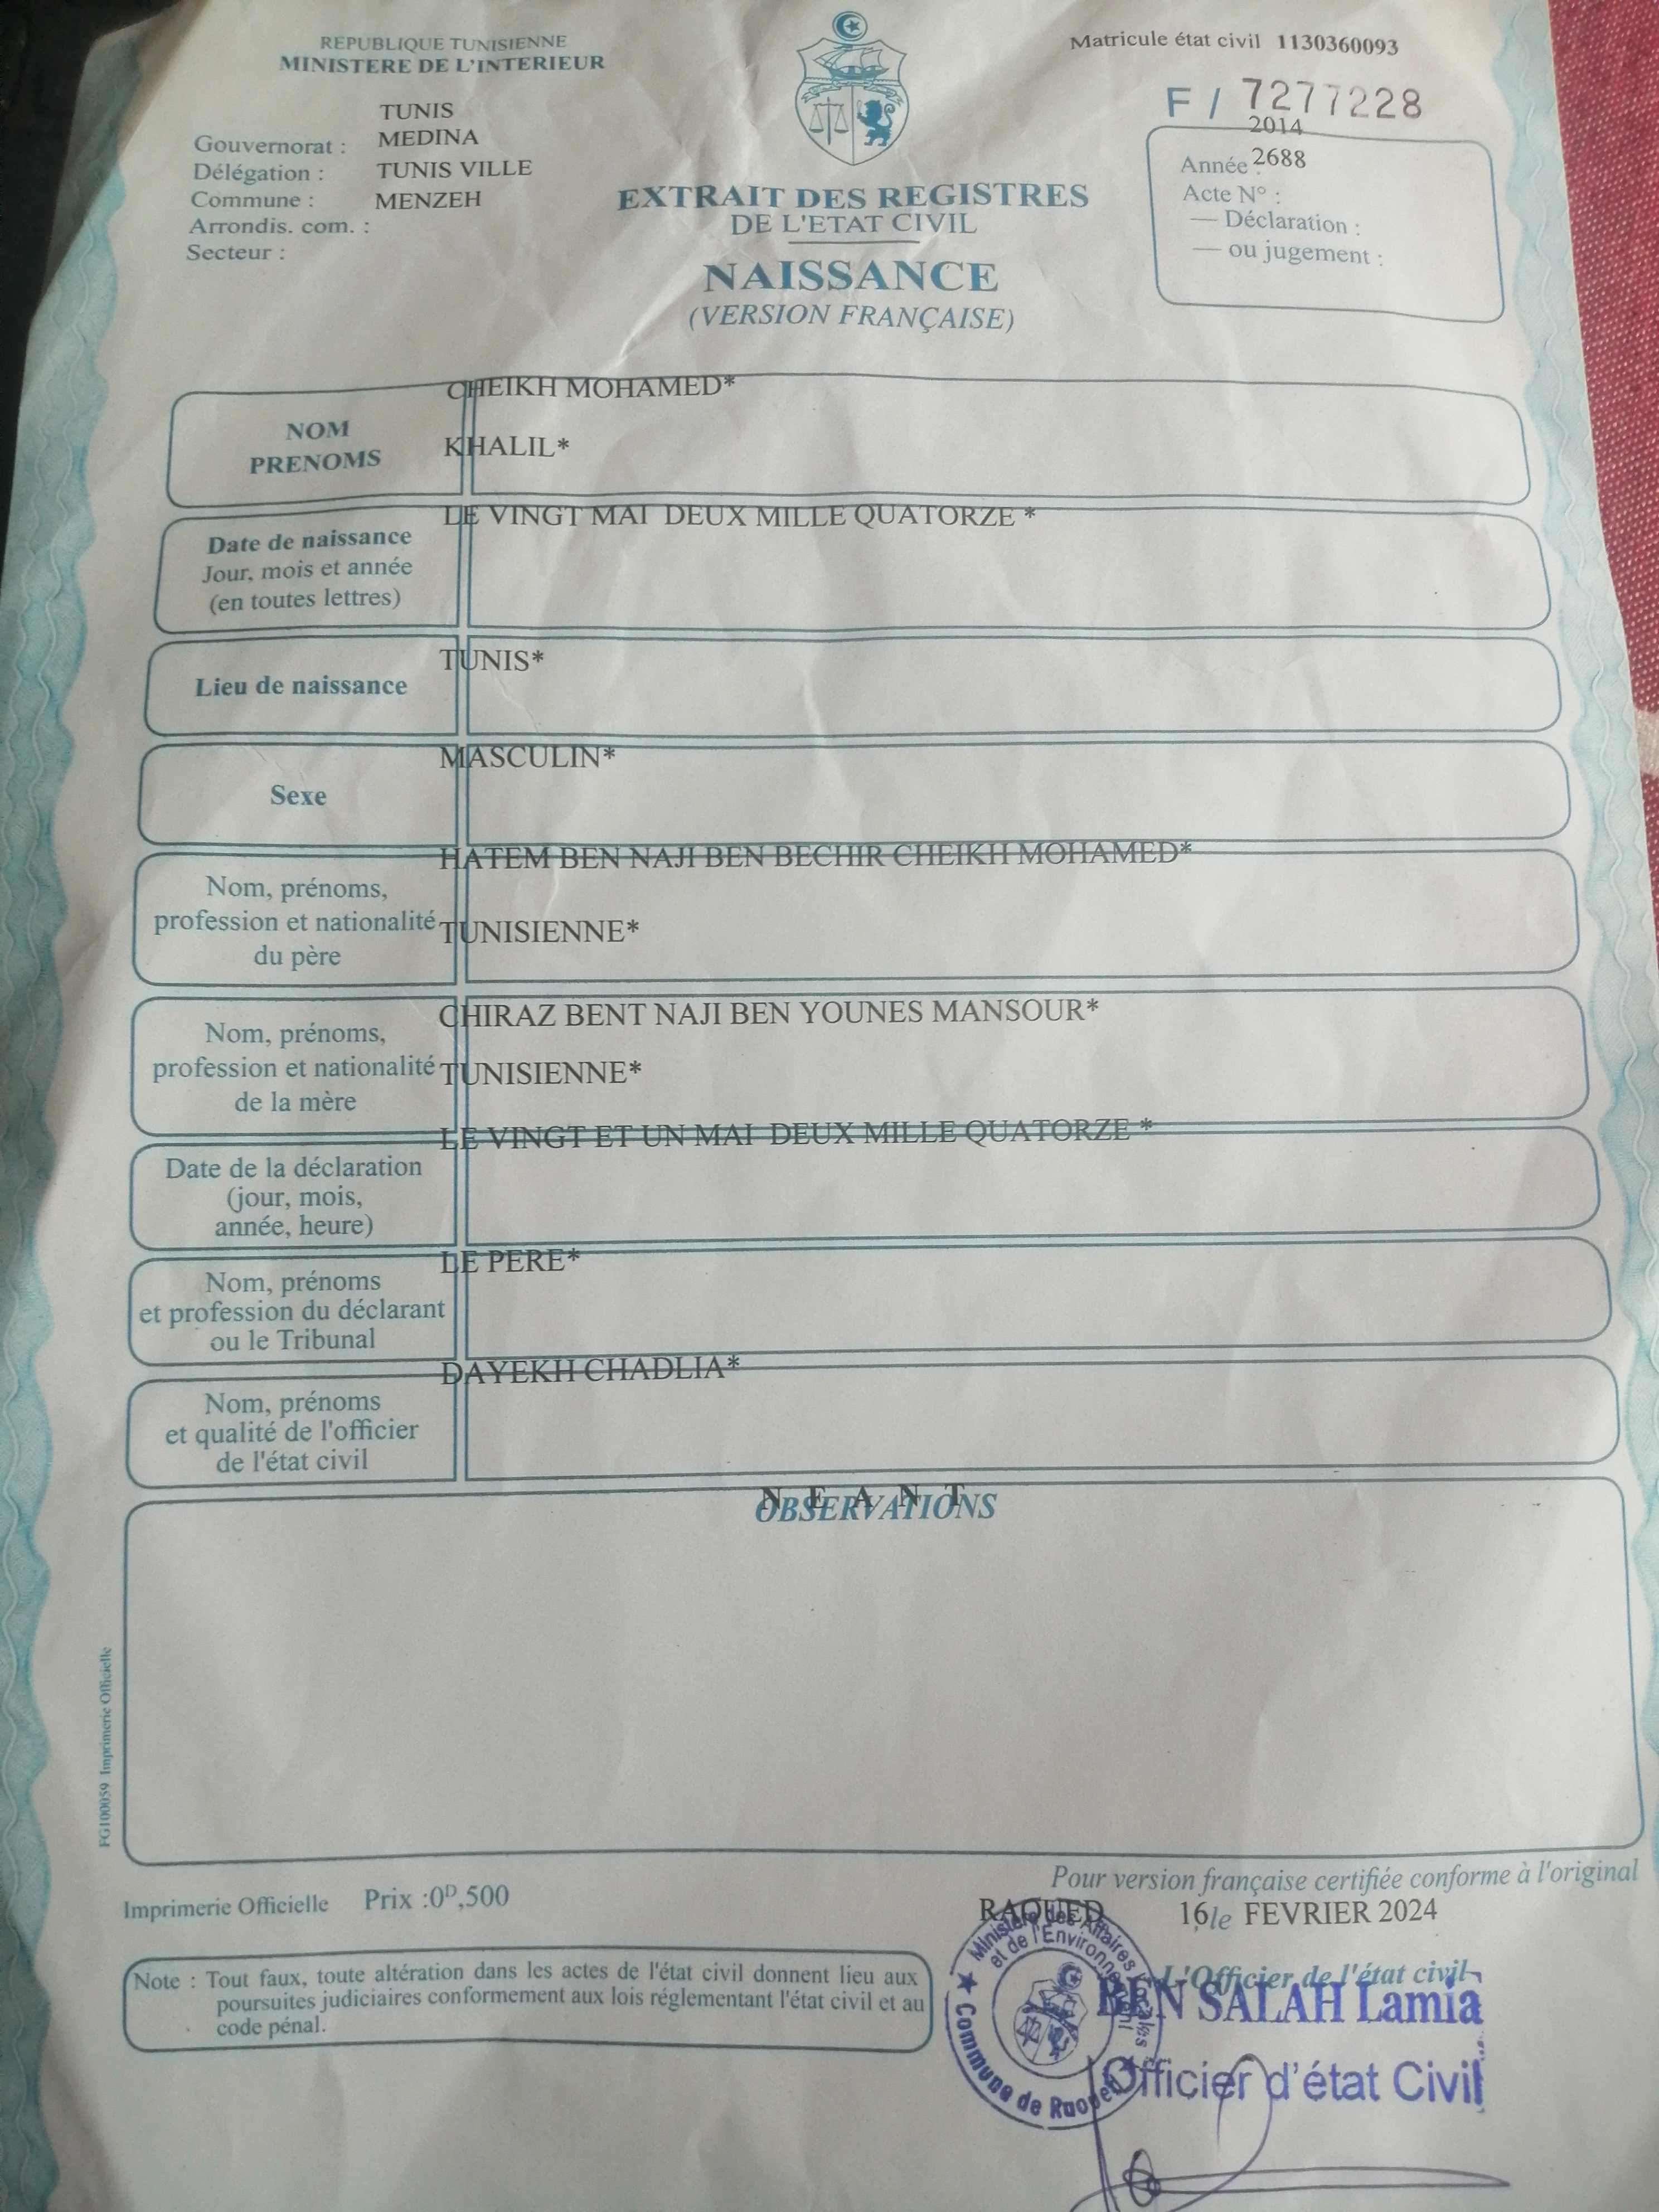 REPUBLIQUE TUNISIENNE
MINISTERE DE L'INTERIEUR
Matricule état civil 1130360093
F / 7277228
TUNIS
Gouvernorat : MEDINA
Délégation : TUNIS VILLE
Commune : MENZEH
Arrondis. com. :
Secteur :
2014
Année : 2688
Acte N° :
— Déclaration :
— ou jugement :
EXTRAIT DES REGISTRES
DE L'ETAT CIVIL
NAISSANCE
(VERSION FRANÇAISE)
CHEIKH MOHAMED*
NOM
PRENOMS
KHALIL*
LE VINGT MAI DEUX MILLE QUATORZE *
Date de naissance
Jour, mois et année
(en toutes lettres)
TUNIS*
Lieu de naissance
MASCULIN*
Sexe
HATEM BEN NAJI BEN BECHIR CHEIKH MOHAMED*
Nom, prénoms,
profession et nationalité
du père
TUNISIENNE*
CHIRAZ BENT NAJI BEN YOUNES MANSOUR*
Nom, prénoms,
profession et nationalité
de la mère
TUNISIENNE*
LE VINGT ET UN MAI DEUX MILLE QUATORZE *
Date de la déclaration
(jour, mois,
année, heure)
LE PERE*
Nom, prénoms
et profession du déclarant
ou le Tribunal
DAYEKH CHADLIA*
Nom, prénoms
et qualité de l'officier
de l'état civil
N E A N T
OBSERVATIONS
FG100059 Imprimerie Officielle
Pour version française certifiée conforme à l'original
Imprimerie Officielle Prix :0D,500
RAOUED 16 le FEVRIER 2024
Note : Tout faux, toute altération dans les actes de l'état civil donnent lieu aux
poursuites judiciaires conformement aux lois réglementant l'état civil et au
code pénal.
L'Officier de l'état civil
BEN SALAH Lamia
Officier d'état Civil
Ministère des Affaires Locales
et de l'Environnement
Commune de Raoued